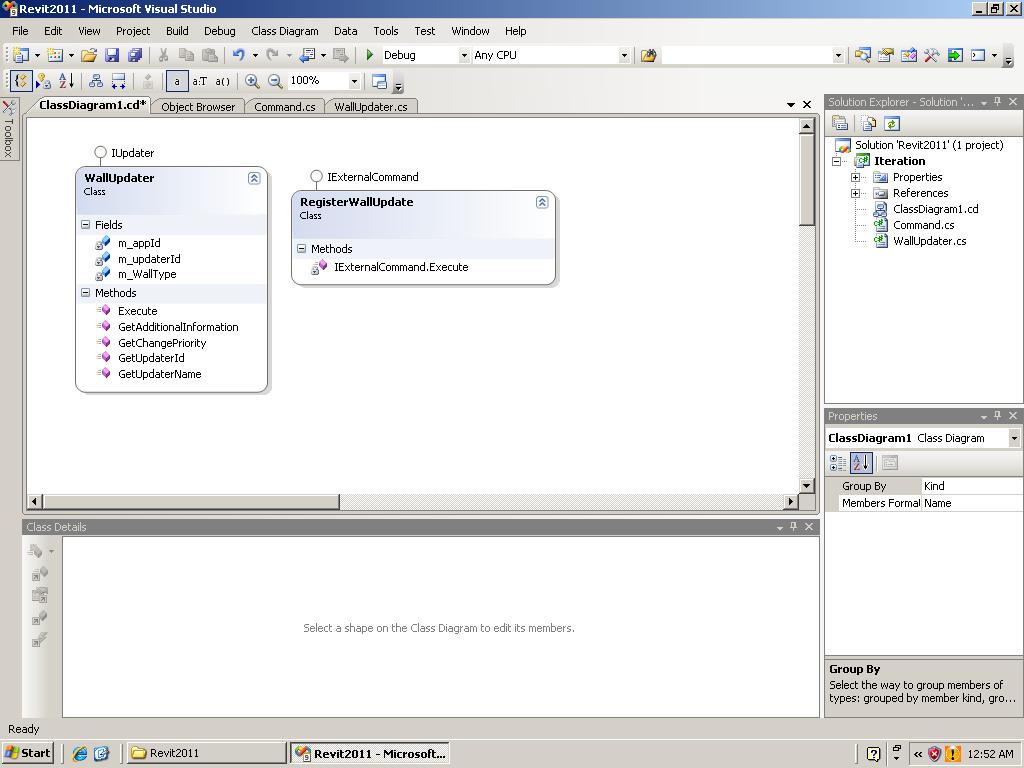 Revit2011 - Microsoft Visual Studio
File Edit View Project Build Debug Class Diagram Data Tools Test Window Help
Debug Any CPU
a a:T a() 100%
Toolbox
ClassDiagram1.cd* Object Browser Command.cs WallUpdater.cs
IUpdater
WallUpdater
Class
Fields
m_appId
m_updaterId
m_WallType
Methods
Execute
GetAdditionalInformation
GetChangePriority
GetUpdaterId
GetUpdaterName
IExternalCommand
RegisterWallUpdate
Class
Methods
IExternalCommand.Execute
Solution Explorer - Solution '...
Solution 'Revit2011' (1 project)
Iteration
Properties
References
ClassDiagram1.cd
Command.cs
WallUpdater.cs
Properties
ClassDiagram1 Class Diagram
Group By Kind
Members Format Name
Group By
Select the way to group members of
types: grouped by member kind, gro...
Class Details
Select a shape on the Class Diagram to edit its members.
Ready
Start Revit2011 Revit2011 - Microsoft... 12:52 AM